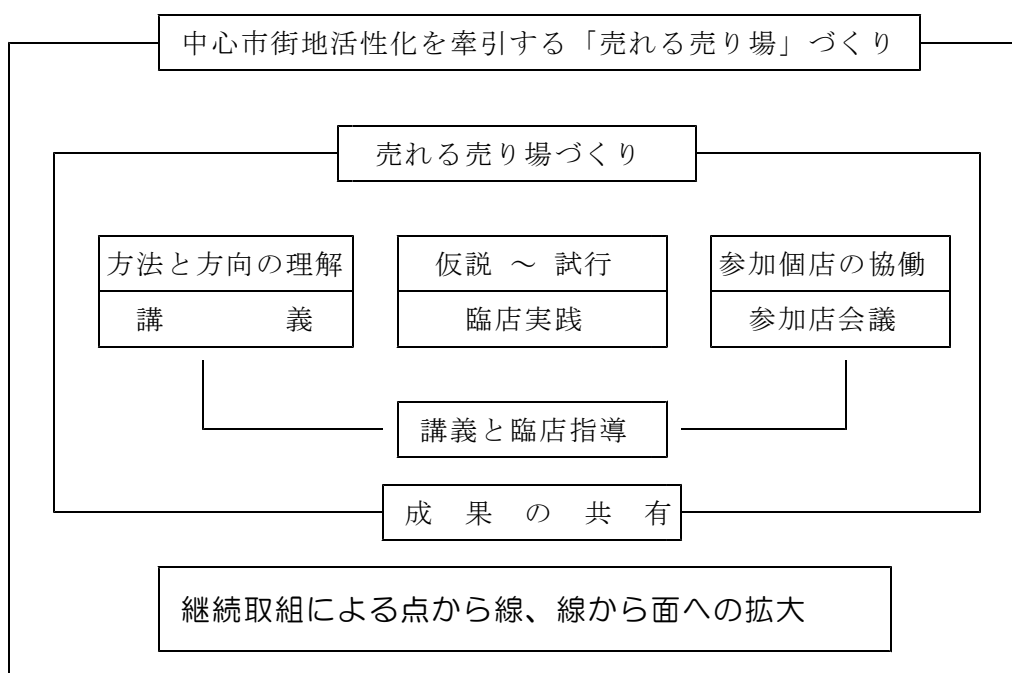 中心市街地活性化を牽引する「売れる売り場」づくり
売れる売り場づくり
方法と方向の理解
講義
仮説 ~ 試行
臨店実践
参加個店の協働
参加店会議
講義と臨店指導
成果の共有
継続取組による点から線、線から面への拡大